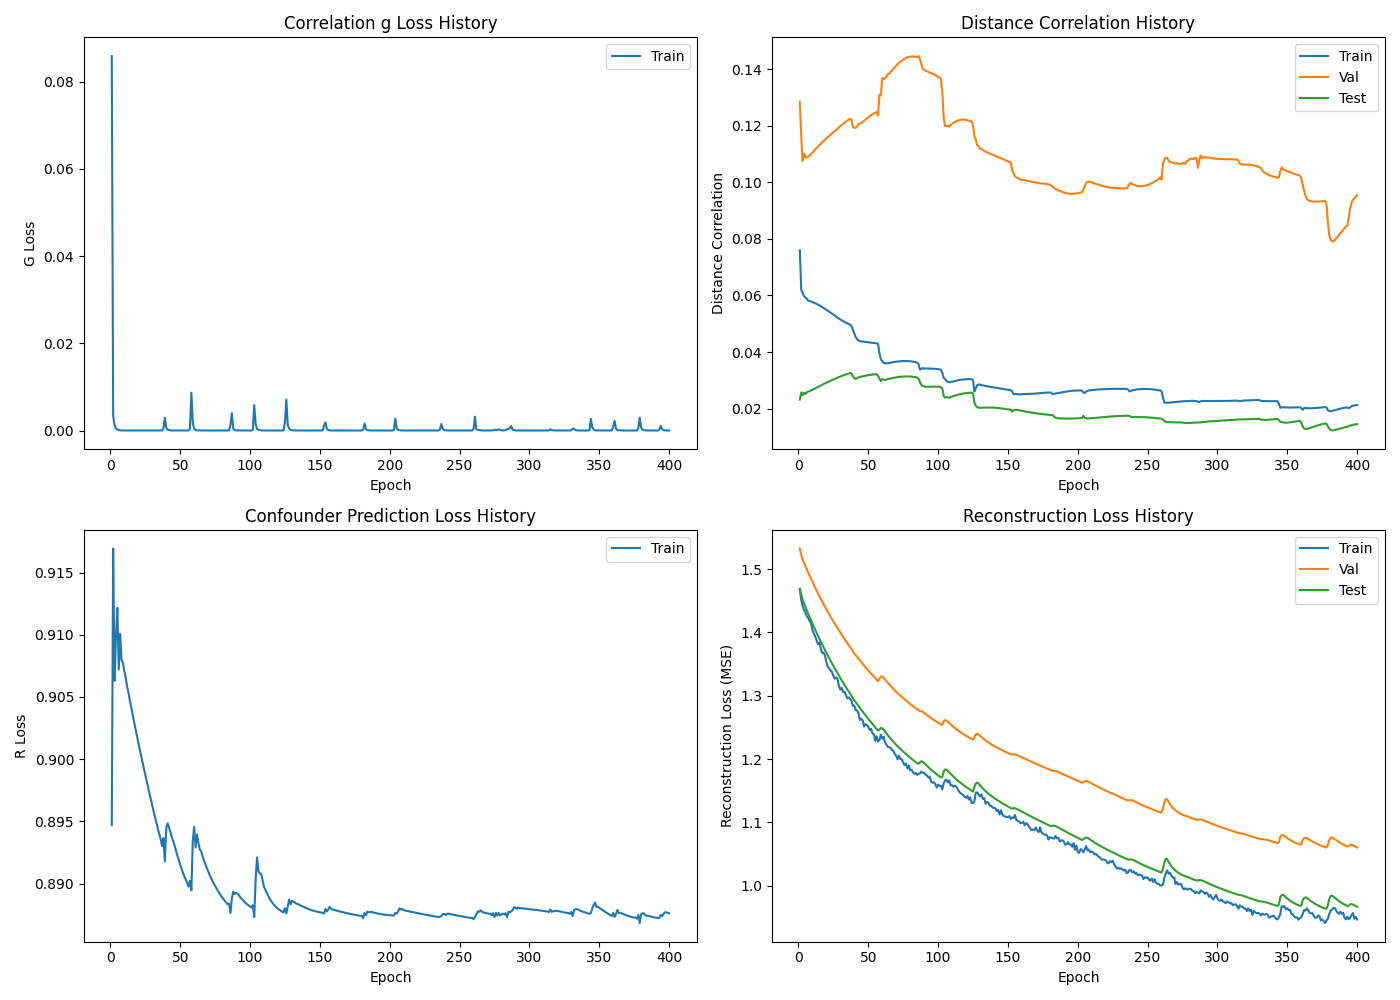 Correlation g Loss History
Train
0.08
0.06
0.04
0.02
0.00
G Loss
0 50 100 150 200 250 300 350 400
Epoch
Distance Correlation History
Train
Val
Test
0.14
0.12
0.10
0.08
0.06
0.04
0.02
Distance Correlation
0 50 100 150 200 250 300 350 400
Epoch
Confounder Prediction Loss History
Train
0.915
0.910
0.905
0.900
0.895
0.890
R Loss
0 50 100 150 200 250 300 350 400
Epoch
Reconstruction Loss History
Train
Val
Test
1.5
1.4
1.3
1.2
1.1
1.0
Reconstruction Loss (MSE)
0 50 100 150 200 250 300 350 400
Epoch